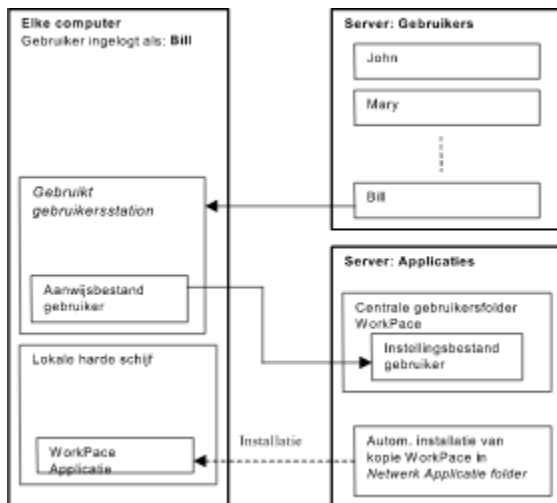 Elke computer
Gebruiker ingelogt als: Bill
Gebruikt
gebruikersstation
Aanwijsbestand
gebruiker
Lokale harde schijf
WorkPace
Applicatie
Installatie
Server: Gebruikers
John
Mary
Bill
Server: Applicaties
Centrale gebruikersfolder
WorkPace
Instellingsbestand
gebruiker
Autom. installatie van
kopie WorkPace in
Netwerk Applicatie folder